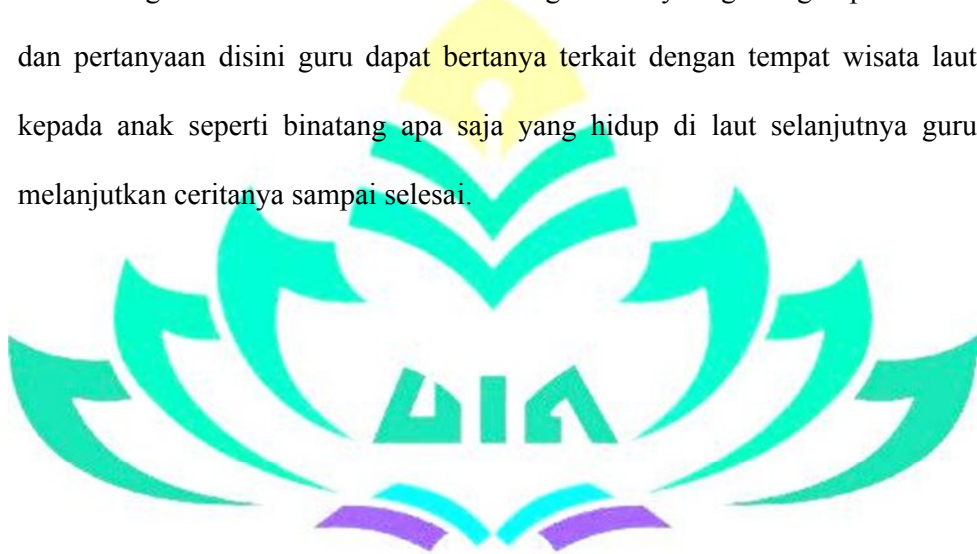 dan pertanyaan disini guru dapat bertanya terkait dengan tempat wisata laut
kepada anak seperti binatang apa saja yang hidup di laut selanjutnya guru
melanjutkan ceritanya sampai selesai.